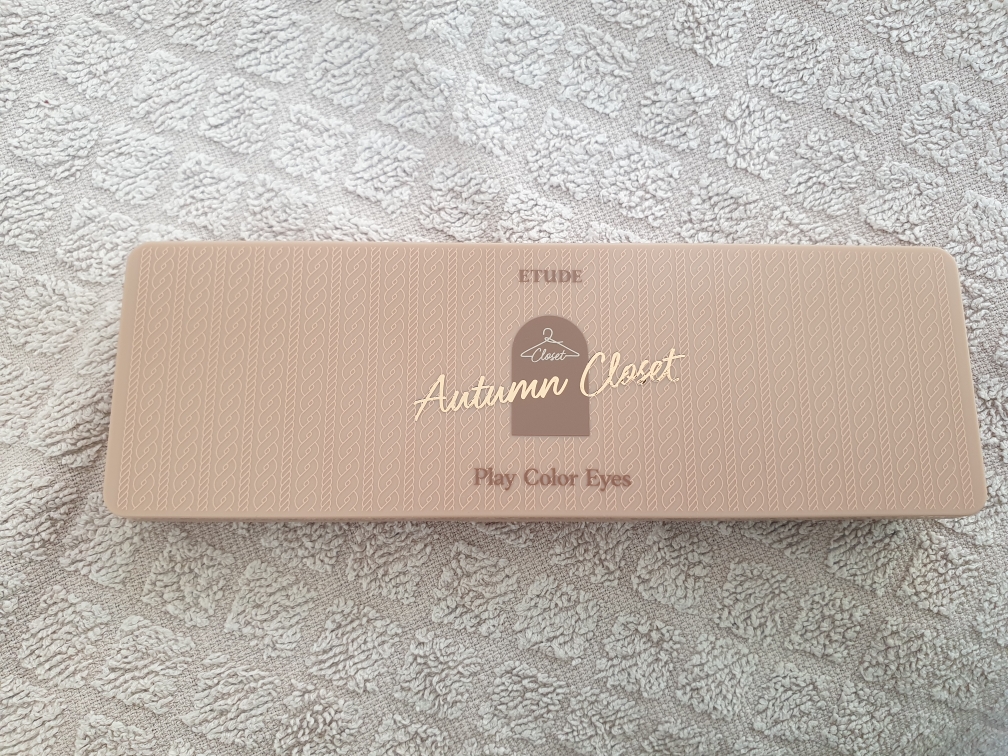 ETUDE
Closet
Autumn Closet
Play Color Eyes